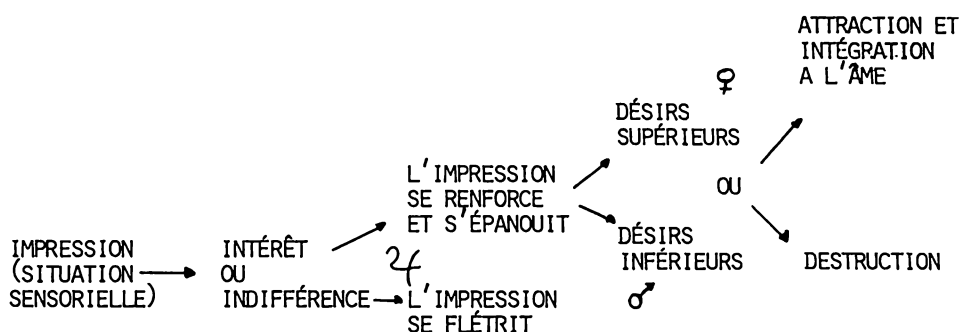 IMPRESSION
(SITUATION
SENSORIELLE)
INTÉRÊT
OU
INDIFFÉRENCE
L'IMPRESSION
SE RENFORCE
ET S'ÉPANOUIT
♃
L'IMPRESSION
SE FLÉTRIT
♀
DÉSIRS
SUPÉRIEURS
OU
DÉSIRS
INFÉRIEURS
♂
ATTRACTION ET
INTÉGRATION
A L'ÂME
DESTRUCTION